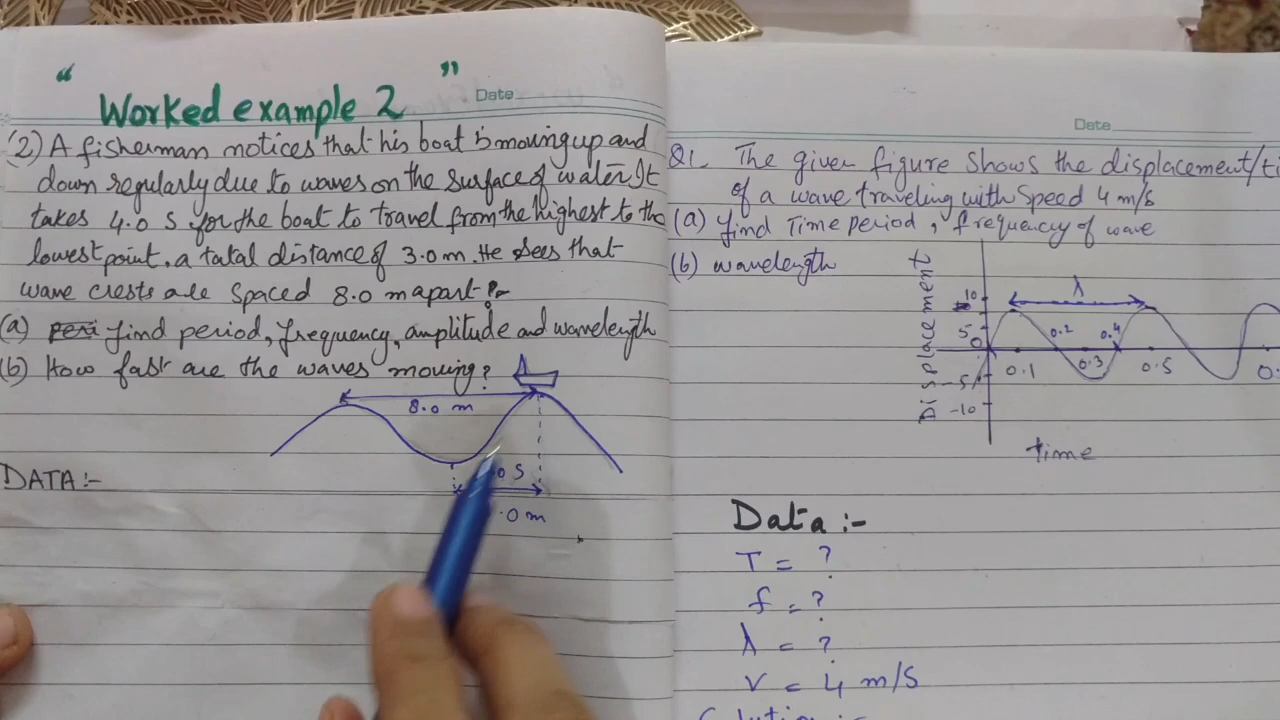 " Worked example 2 "
Date
(2) A fisherman notices that his boat is moving up and
down regularly due to waves on the surface of water It
takes 4.0 S for the boat to travel from the highest to the
lowest point, a total distance of 3.0 m. He sees that
wave crests are spaced 8.0 m apart?
(a) find period, frequency, amplitude and wavelength
(b) How fast are the waves moving?
8.0 m
0 S
.0 m
DATA:-
Date
Q1. The given figure shows the displacement/ti
of a wave traveling with speed 4 m/s
(a) find Time period, frequency of wave
(b) wavelength
Displacement
10
5
0
-5
-10
λ
0.1
0.2
0.3
0.4
0.5
0.
time
Data:-
T = ?
f = ?
λ = ?
V = 4 m/s